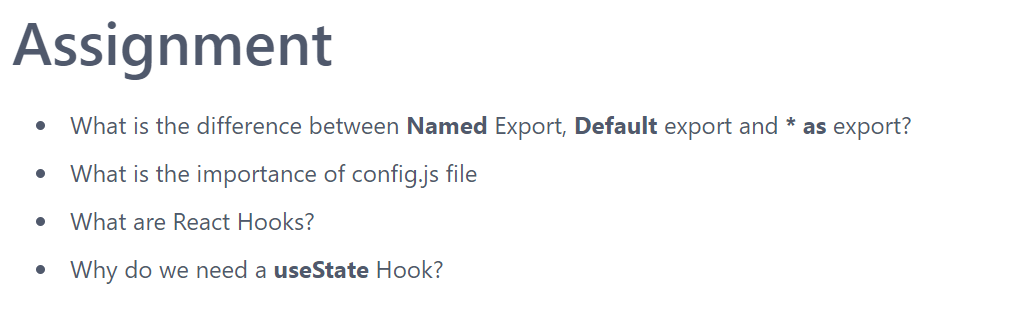 Assignment
• What is the difference between Named Export, Default export and * as export?
• What is the importance of config.js file
• What are React Hooks?
• Why do we need a useState Hook?